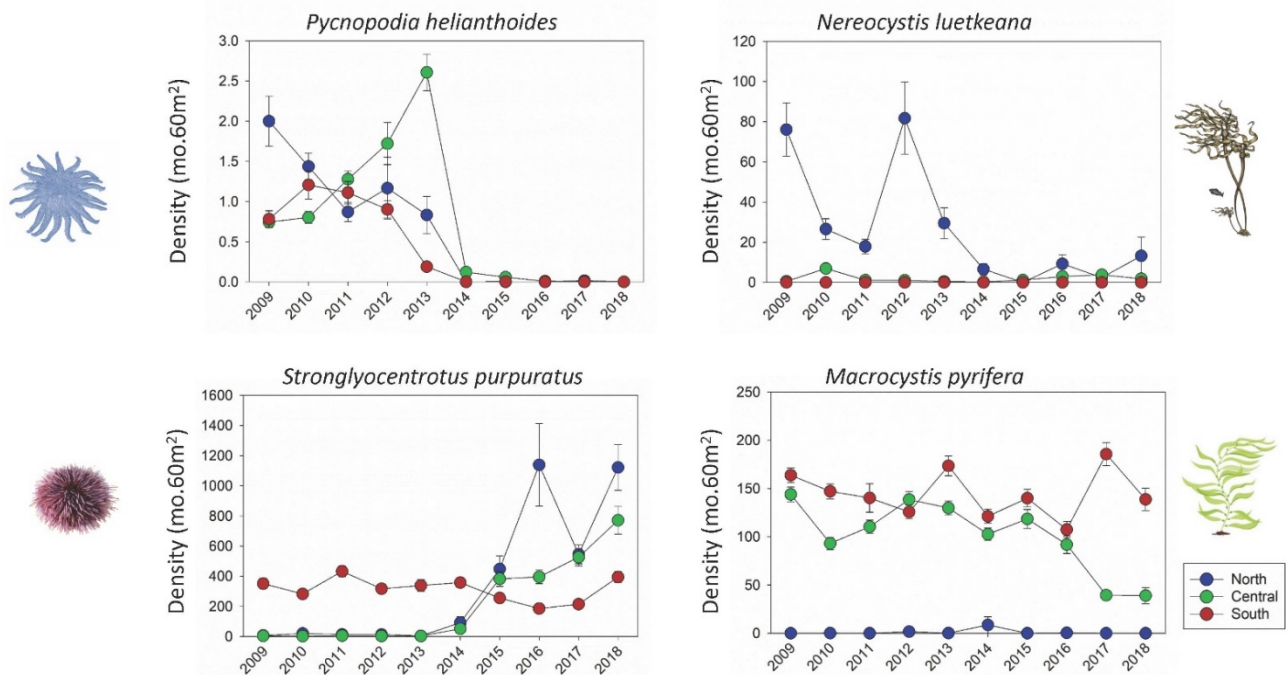 Pycnopodia helianthoides
Density (mo.60m²)
3.0
2.5
2.0
1.5
1.0
0.5
0.0
2009 2010 2011 2012 2013 2014 2015 2016 2017 2018
Nereocystis luetkeana
Density (mo.60m²)
120
100
80
60
40
20
0
2009 2010 2011 2012 2013 2014 2015 2016 2017 2018
Stronglyocentrotus purpuratus
Density (mo.60m²)
1600
1400
1200
1000
800
600
400
200
0
2009 2010 2011 2012 2013 2014 2015 2016 2017 2018
Macrocystis pyrifera
Density (mo.60m²)
250
200
150
100
50
0
2009 2010 2011 2012 2013 2014 2015 2016 2017 2018
North
Central
South